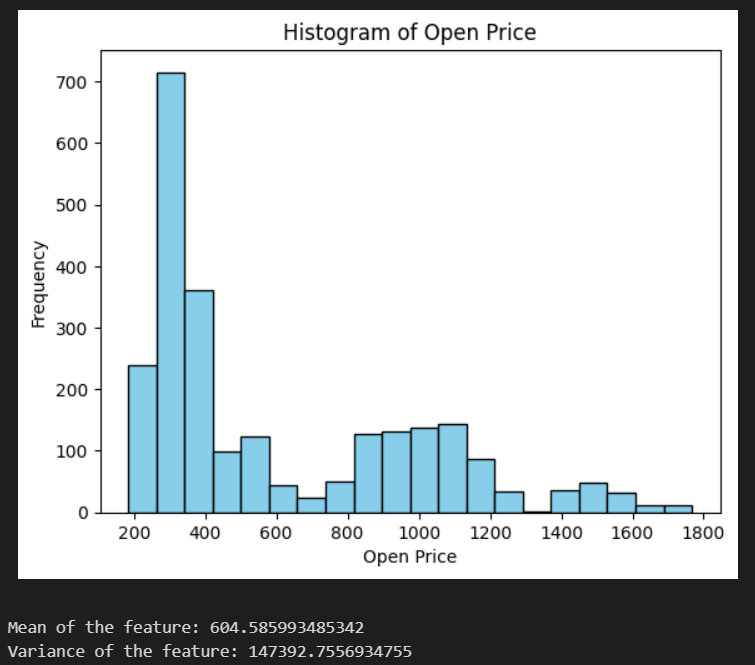 Histogram of Open Price
700
600
500
400
300
200
100
0
Frequency
200 400 600 800 1000 1200 1400 1600 1800
Open Price
Mean of the feature: 604.585993485342
Variance of the feature: 147392.7556934755